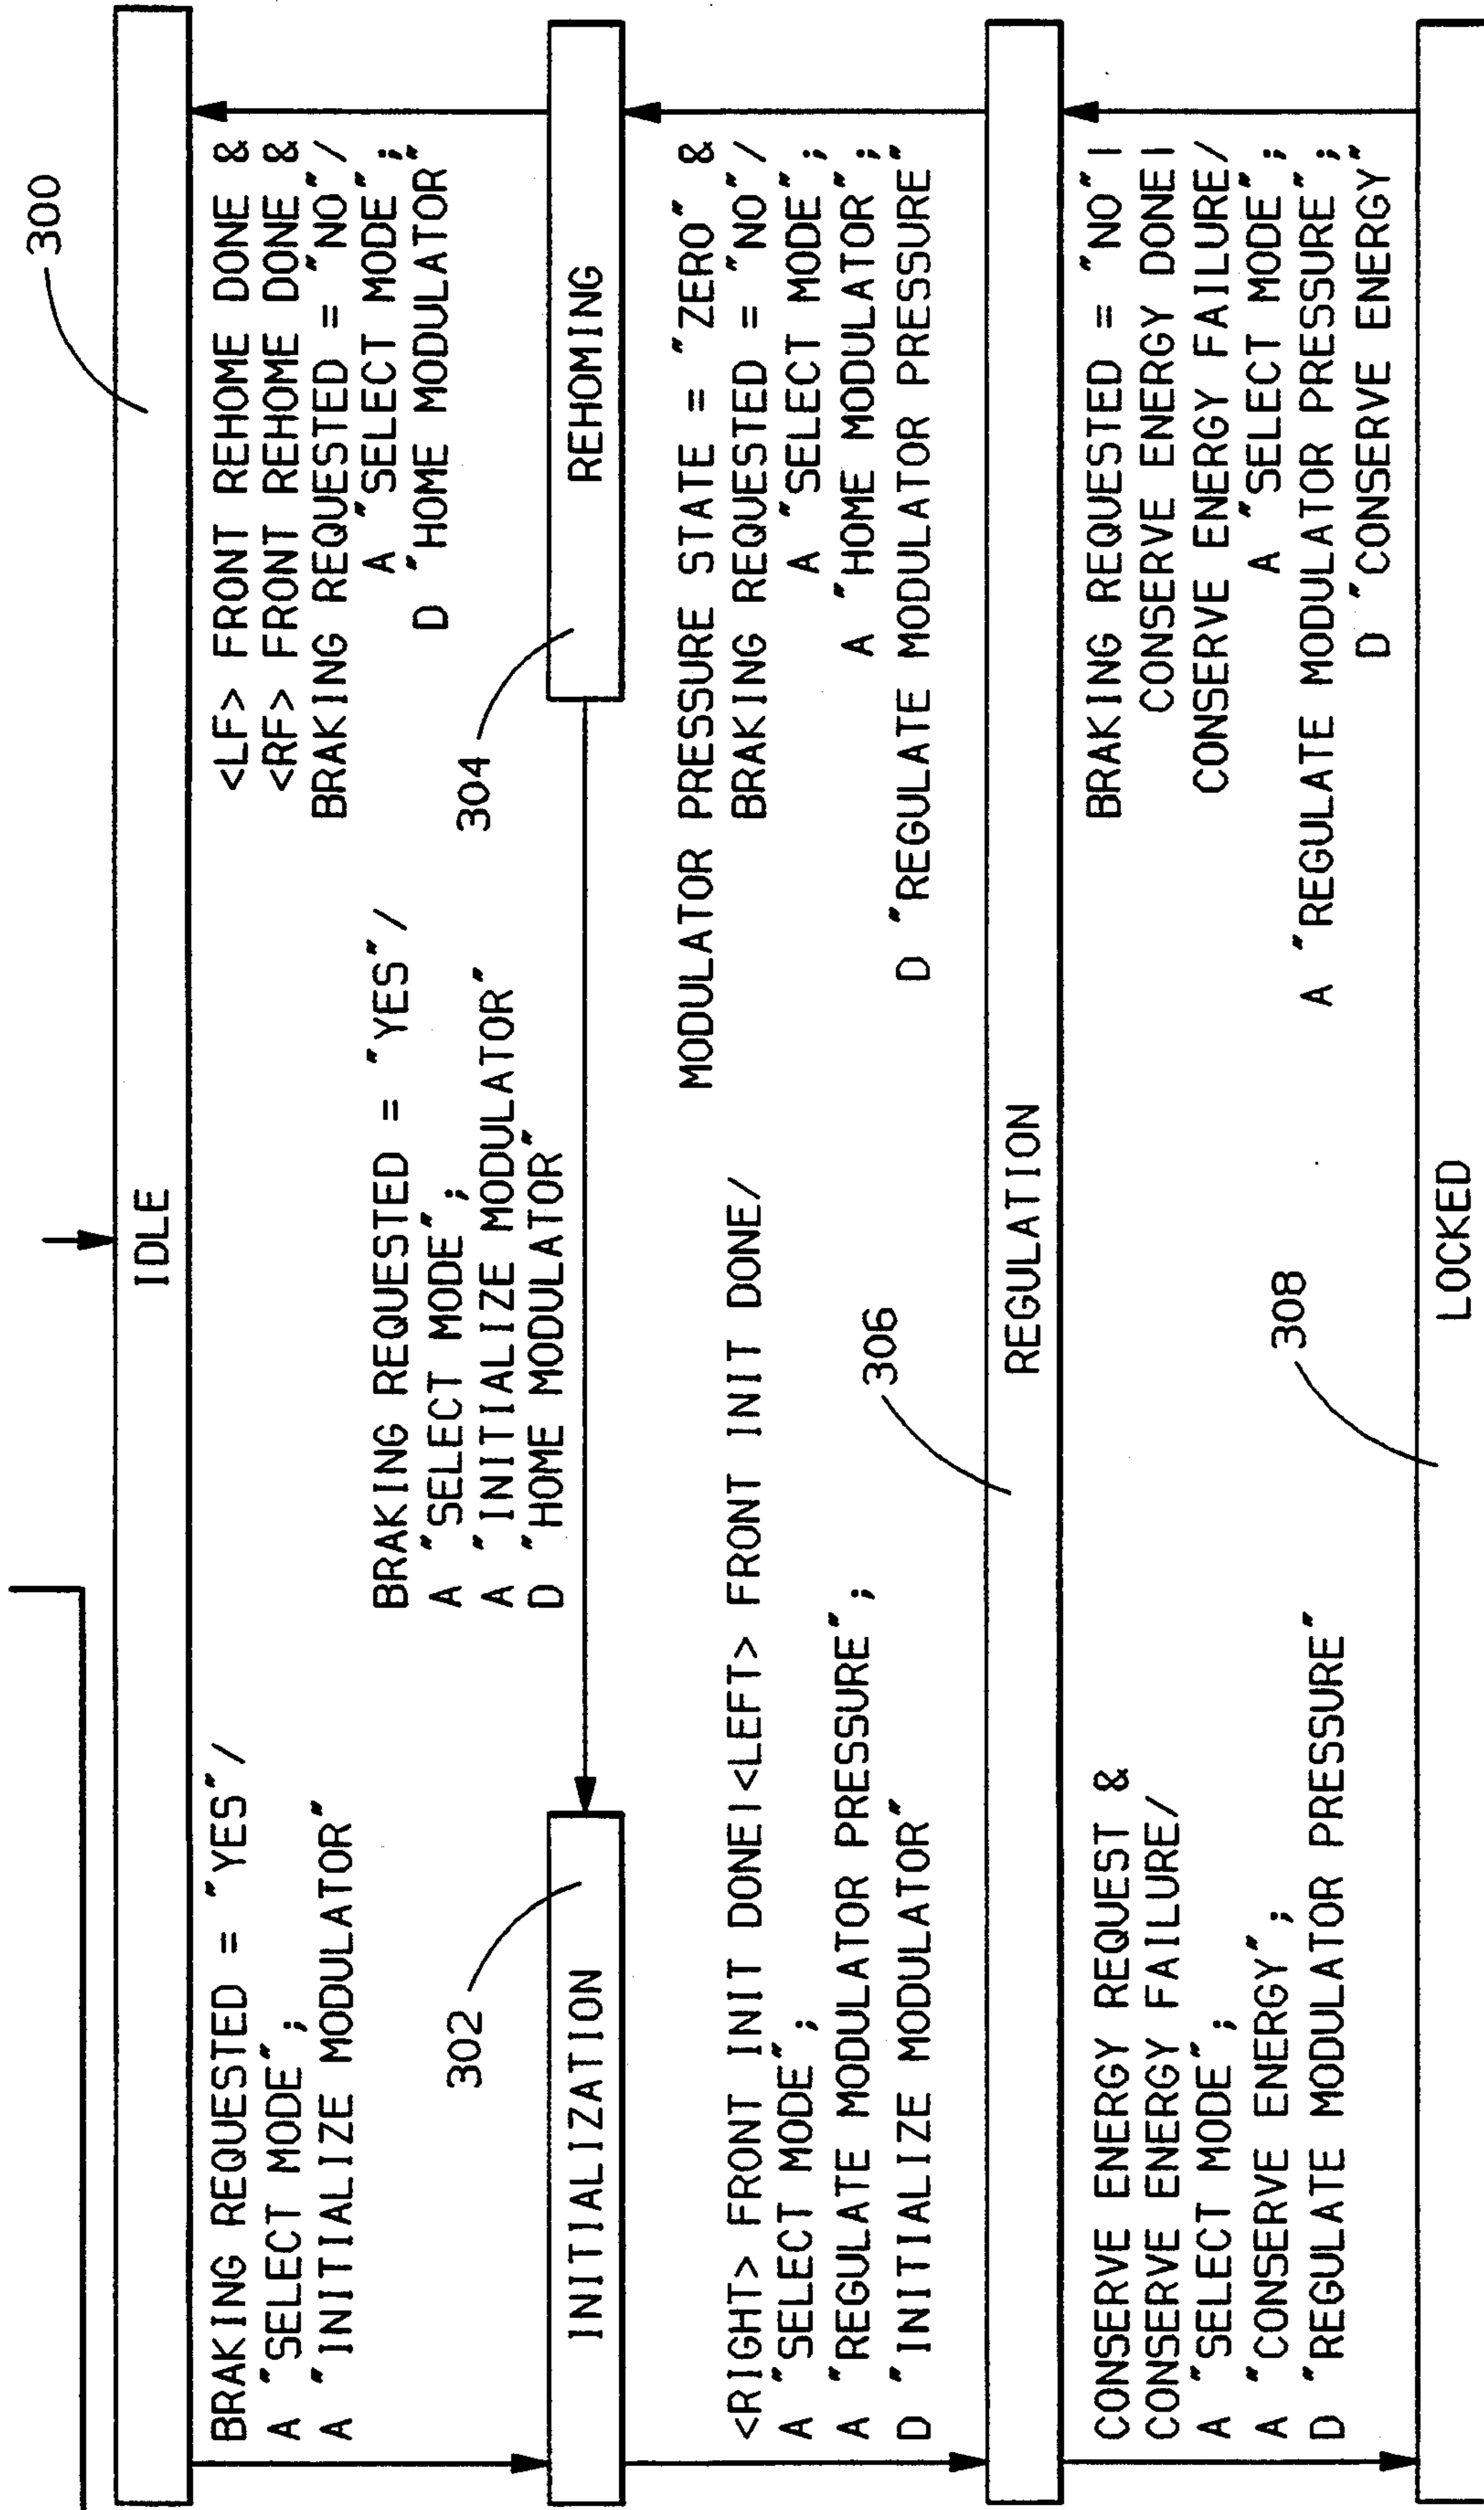 300
IDLE
BRAKING REQUESTED = "YES"/
A "SELECT MODE";
A "INITIALIZE MODULATOR"
BRAKING REQUESTED = "YES"/
A "SELECT MODE";
A "INITIALIZE MODULATOR"
D "HOME MODULATOR"
<LF> FRONT REHOME DONE &
<RF> FRONT REHOME DONE &
BRAKING REQUESTED = "NO"/
A "SELECT MODE";
D "HOME MODULATOR"
302
304
INITIALIZATION
REHOMING
<RIGHT> FRONT INIT DONE|<LEFT> FRONT INIT DONE/
A "SELECT MODE";
A "REGULATE MODULATOR PRESSURE";
D "INITIALIZE MODULATOR"
MODULATOR PRESSURE STATE = "ZERO" &
BRAKING REQUESTED = "NO"/
A "SELECT MODE";
A "HOME MODULATOR";
D "REGULATE MODULATOR PRESSURE"
306
REGULATION
CONSERVE ENERGY REQUEST &
CONSERVE ENERGY FAILURE/
A "SELECT MODE";
A "CONSERVE ENERGY";
D "REGULATE MODULATOR PRESSURE"
BRAKING REQUESTED = "NO"|
CONSERVE ENERGY DONE|
CONSERVE ENERGY FAILURE/
A "SELECT MODE";
A "REGULATE MODULATOR PRESSURE";
D "CONSERVE ENERGY"
308
LOCKED